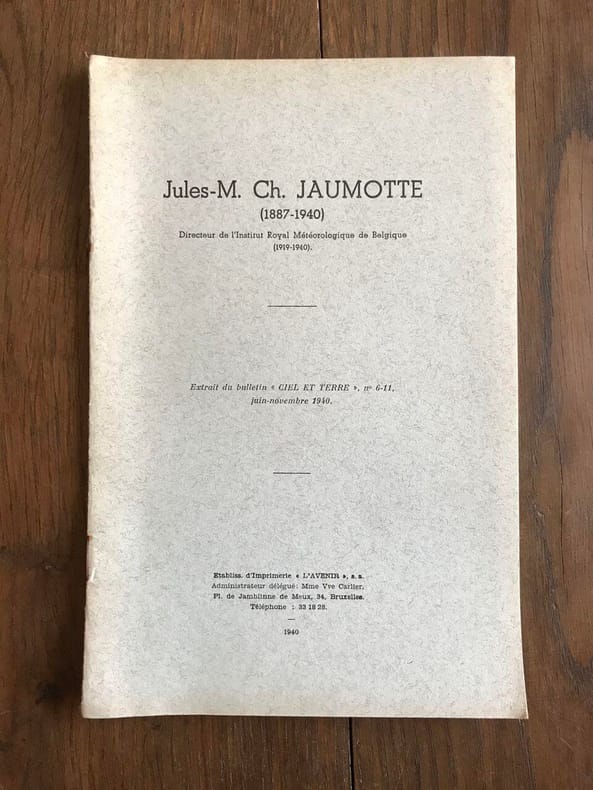 Jules-M. Ch. JAUMOTTE
(1887-1940)
Directeur de l'Institut Royal Météorologique de Belgique
(1919-1940).
Extrait du bulletin « CIEL ET TERRE », nº 6-11,
juin-novembre 1940.
Etabliss. d'Imprimerie « L'AVENIR », s. a.
Administrateur délégué: Mme Vve Carlier.
Pl. de Jamblinne de Meux, 34, Bruxelles.
Téléphone : 33 18 28.
1940